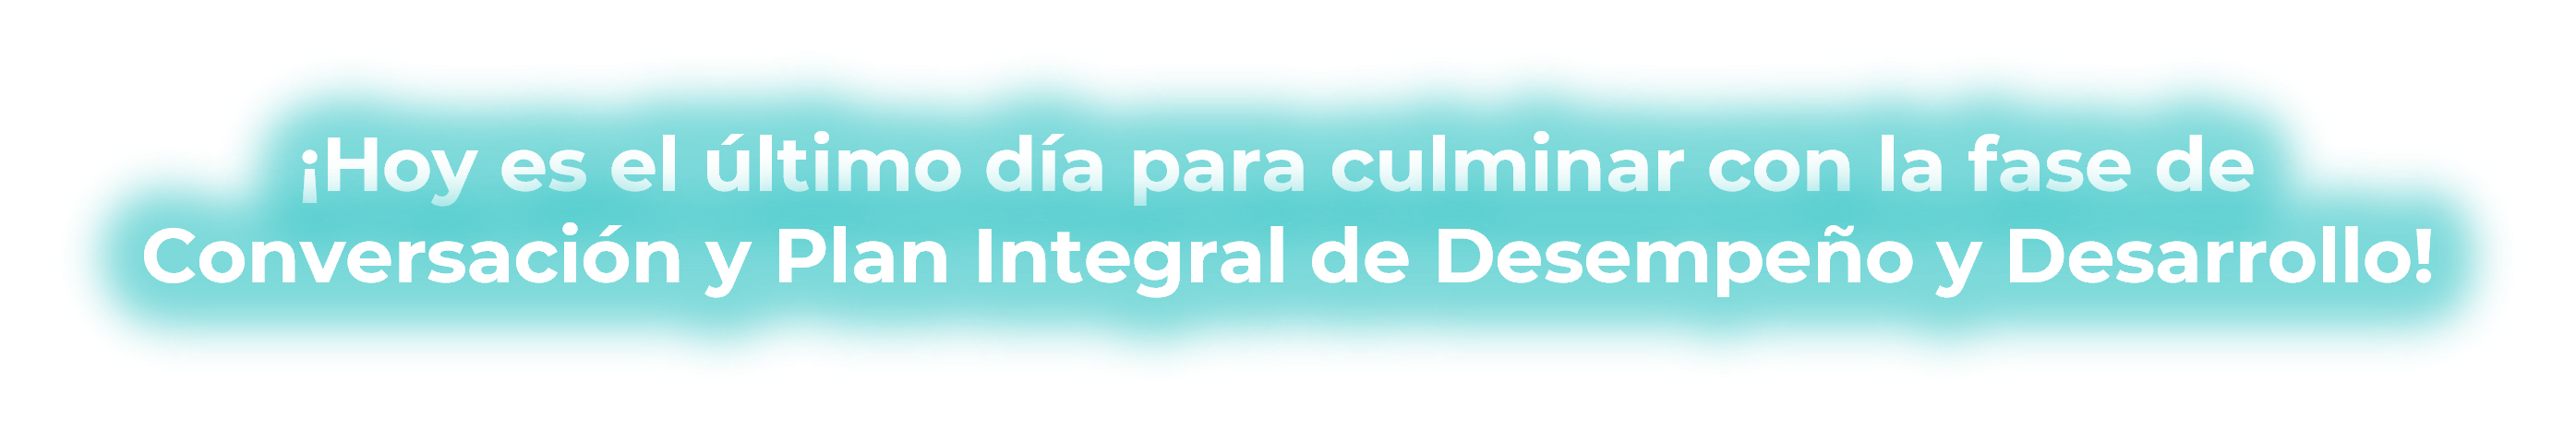 ¡Hoy es el último día para culminar con la fase de
Conversación y Plan Integral de Desempeño y Desarrollo!